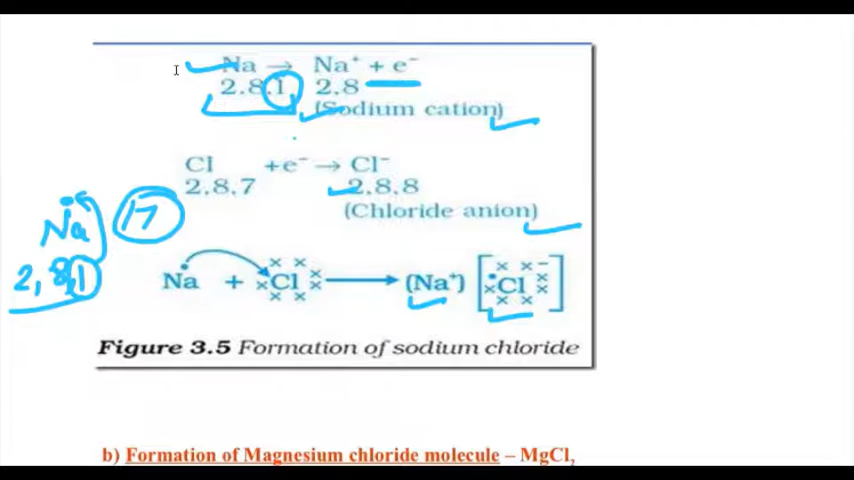 Na → Na⁺ + e⁻
2,8,1 2,8
(Sodium cation)
Cl +e⁻ → Cl⁻
2,8,7 2,8,8
(Chloride anion)
Na 17
2, 8, 1
Na + Cl → (Na⁺) [Cl⁻]
Figure 3.5 Formation of sodium chloride
b) Formation of Magnesium chloride molecule – MgCl₂